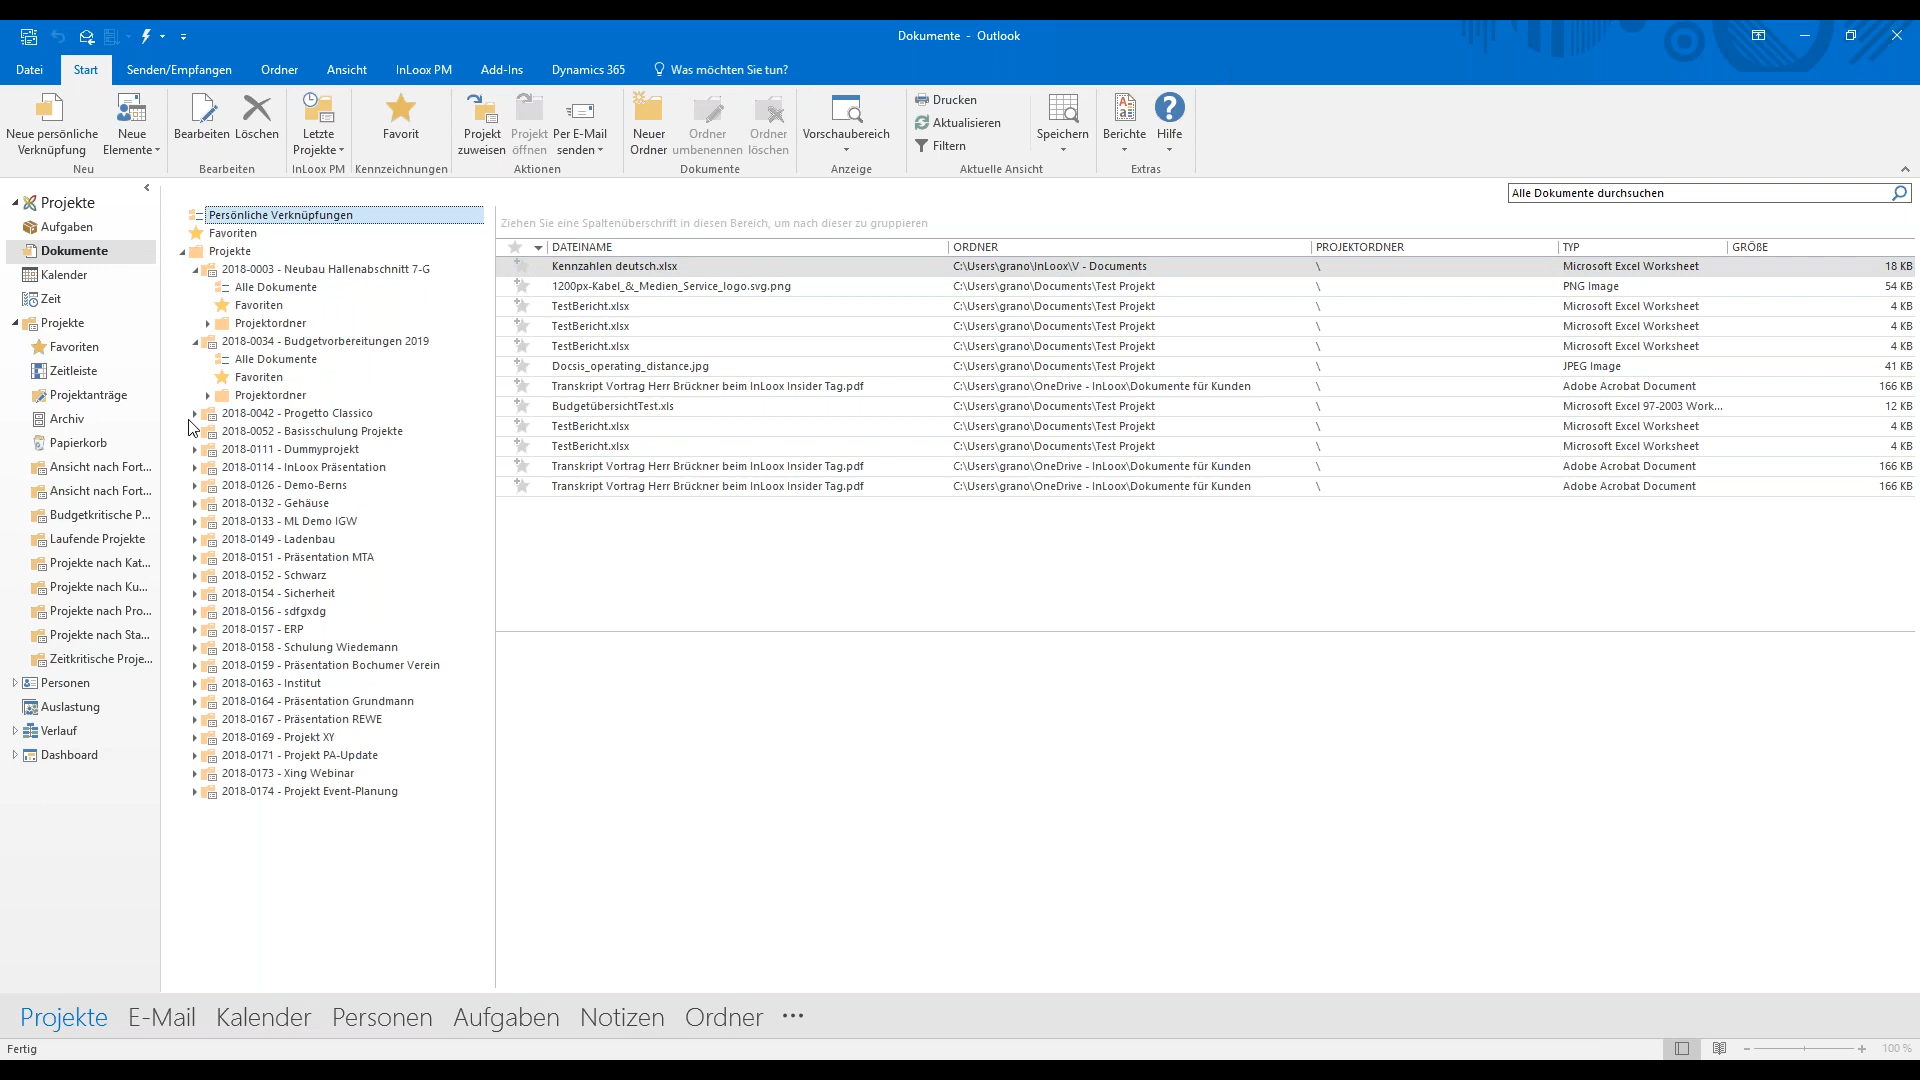 Dokumente - Outlook
Datei Start Senden/Empfangen Ordner Ansicht InLoox PM Add-Ins Dynamics 365 Was möchten Sie tun?
Neue persönliche Verknüpfung
Neue Elemente
Neu
Bearbeiten
Löschen
Bearbeiten
Letzte Projekte
InLoox PM
Favorit
Kennzeichnungen
Projekt zuweisen
Projekt öffnen
Per E-Mail senden
Aktionen
Neuer Ordner
Ordner umbenennen
Ordner löschen
Dokumente
Vorschaubereich
Anzeige
Drucken
Aktualisieren
Filtern
Aktuelle Ansicht
Speichern
Berichte
Hilfe
Extras
Alle Dokumente durchsuchen
Projekte
Aufgaben
Dokumente
Kalender
Zeit
Projekte
Favoriten
Zeitleiste
Projektanträge
Archiv
Papierkorb
Ansicht nach Fort...
Ansicht nach Fort...
Budgetkritische P...
Laufende Projekte
Projekte nach Kat...
Projekte nach Ku...
Projekte nach Pro...
Projekte nach Sta...
Zeitkritische Proje...
Personen
Auslastung
Verlauf
Dashboard
Persönliche Verknüpfungen
Favoriten
Projekte
2018-0003 - Neubau Hallenabschnitt 7-G
Alle Dokumente
Favoriten
Projektordner
2018-0034 - Budgetvorbereitungen 2019
Alle Dokumente
Favoriten
Projektordner
2018-0042 - Progetto Classico
2018-0052 - Basisschulung Projekte
2018-0111 - Dummyprojekt
2018-0114 - InLoox Präsentation
2018-0126 - Demo-Berns
2018-0132 - Gehäuse
2018-0133 - ML Demo IGW
2018-0149 - Ladenbau
2018-0151 - Präsentation MTA
2018-0152 - Schwarz
2018-0154 - Sicherheit
2018-0156 - sdfgxdg
2018-0157 - ERP
2018-0158 - Schulung Wiedemann
2018-0159 - Präsentation Bochumer Verein
2018-0163 - Institut
2018-0164 - Präsentation Grundmann
2018-0167 - Präsentation REWE
2018-0169 - Projekt XY
2018-0171 - Projekt PA-Update
2018-0173 - Xing Webinar
2018-0174 - Projekt Event-Planung
Ziehen Sie eine Spaltenüberschrift in diesen Bereich, um nach dieser zu gruppieren
DATEINAME ORDNER PROJEKTORDNER TYP GRÖßE
Kennzahlen deutsch.xlsx C:\Users\grano\InLoox\V - Documents \ Microsoft Excel Worksheet 18 KB
1200px-Kabel_&_Medien_Service_logo.svg.png C:\Users\grano\Documents\Test Projekt \ PNG Image 54 KB
TestBericht.xlsx C:\Users\grano\Documents\Test Projekt \ Microsoft Excel Worksheet 4 KB
TestBericht.xlsx C:\Users\grano\Documents\Test Projekt \ Microsoft Excel Worksheet 4 KB
TestBericht.xlsx C:\Users\grano\Documents\Test Projekt \ Microsoft Excel Worksheet 4 KB
Docsis_operating_distance.jpg C:\Users\grano\Documents\Test Projekt \ JPEG Image 41 KB
Transkript Vortrag Herr Brückner beim InLoox Insider Tag.pdf C:\Users\grano\OneDrive - InLoox\Dokumente für Kunden \ Adobe Acrobat Document 166 KB
BudgetübersichtTest.xls C:\Users\grano\Documents\Test Projekt \ Microsoft Excel 97-2003 Work... 12 KB
TestBericht.xlsx C:\Users\grano\Documents\Test Projekt \ Microsoft Excel Worksheet 4 KB
TestBericht.xlsx C:\Users\grano\Documents\Test Projekt \ Microsoft Excel Worksheet 4 KB
Transkript Vortrag Herr Brückner beim InLoox Insider Tag.pdf C:\Users\grano\OneDrive - InLoox\Dokumente für Kunden \ Adobe Acrobat Document 166 KB
Transkript Vortrag Herr Brückner beim InLoox Insider Tag.pdf C:\Users\grano\OneDrive - InLoox\Dokumente für Kunden \ Adobe Acrobat Document 166 KB
Projekte E-Mail Kalender Personen Aufgaben Notizen Ordner ...
Fertig 100 %